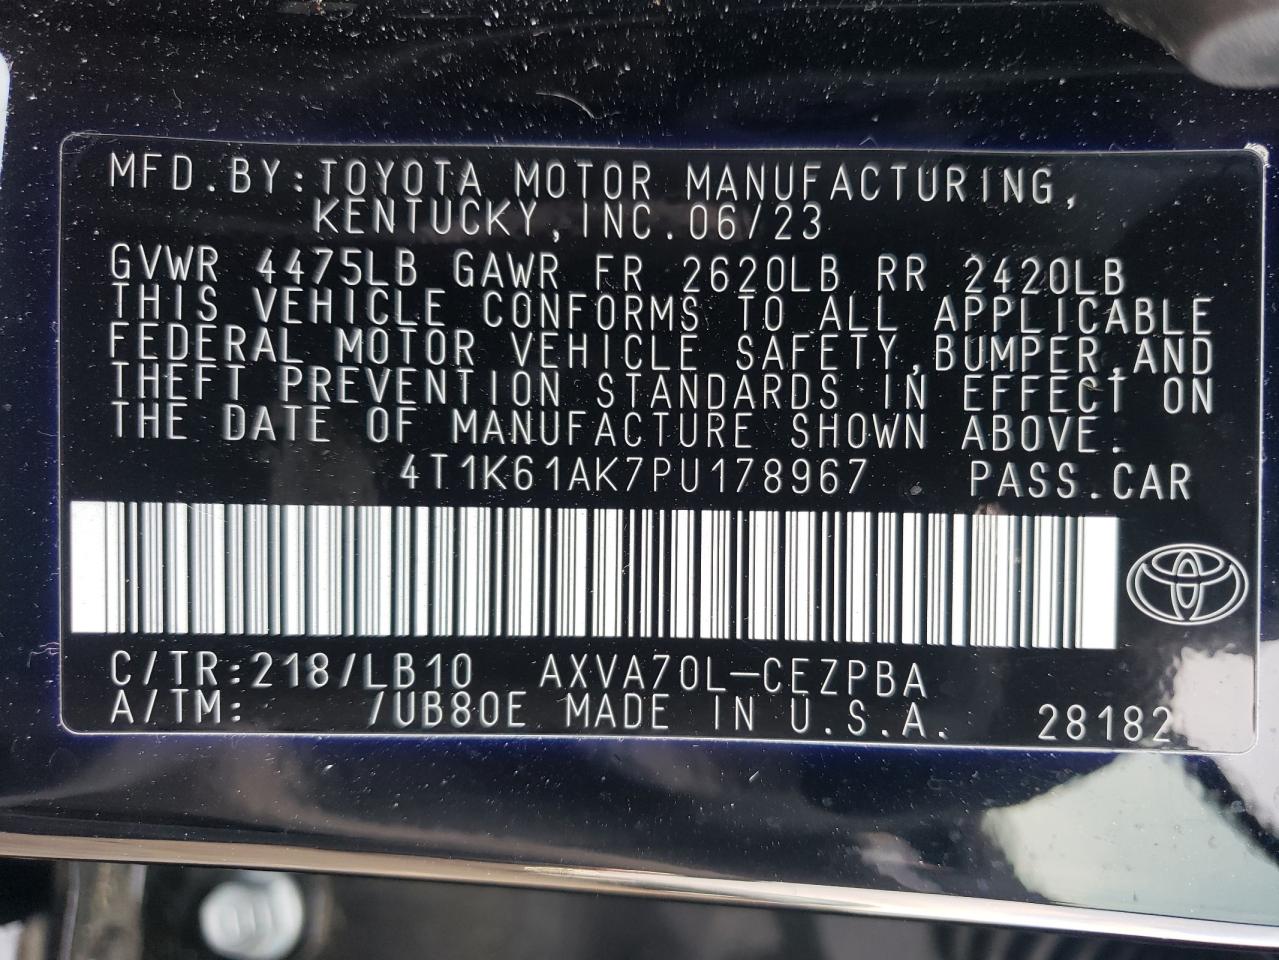 MFD.BY:TOYOTA MOTOR MANUFACTURING,
KENTUCKY,INC.06/23
GVWR 4475LB GAWR FR 2620LB RR 2420LB
THIS VEHICLE CONFORMS TO ALL APPLICABLE
FEDERAL MOTOR VEHICLE SAFETY,BUMPER,AND
THEFT PREVENTION STANDARDS IN EFFECT ON
THE DATE OF MANUFACTURE SHOWN ABOVE.
4T1K61AK7PU178967 PASS.CAR
C/TR:218/LB10 AXVA70L-CEZPBA
A/TM: /UB80E MADE IN U.S.A. 28182